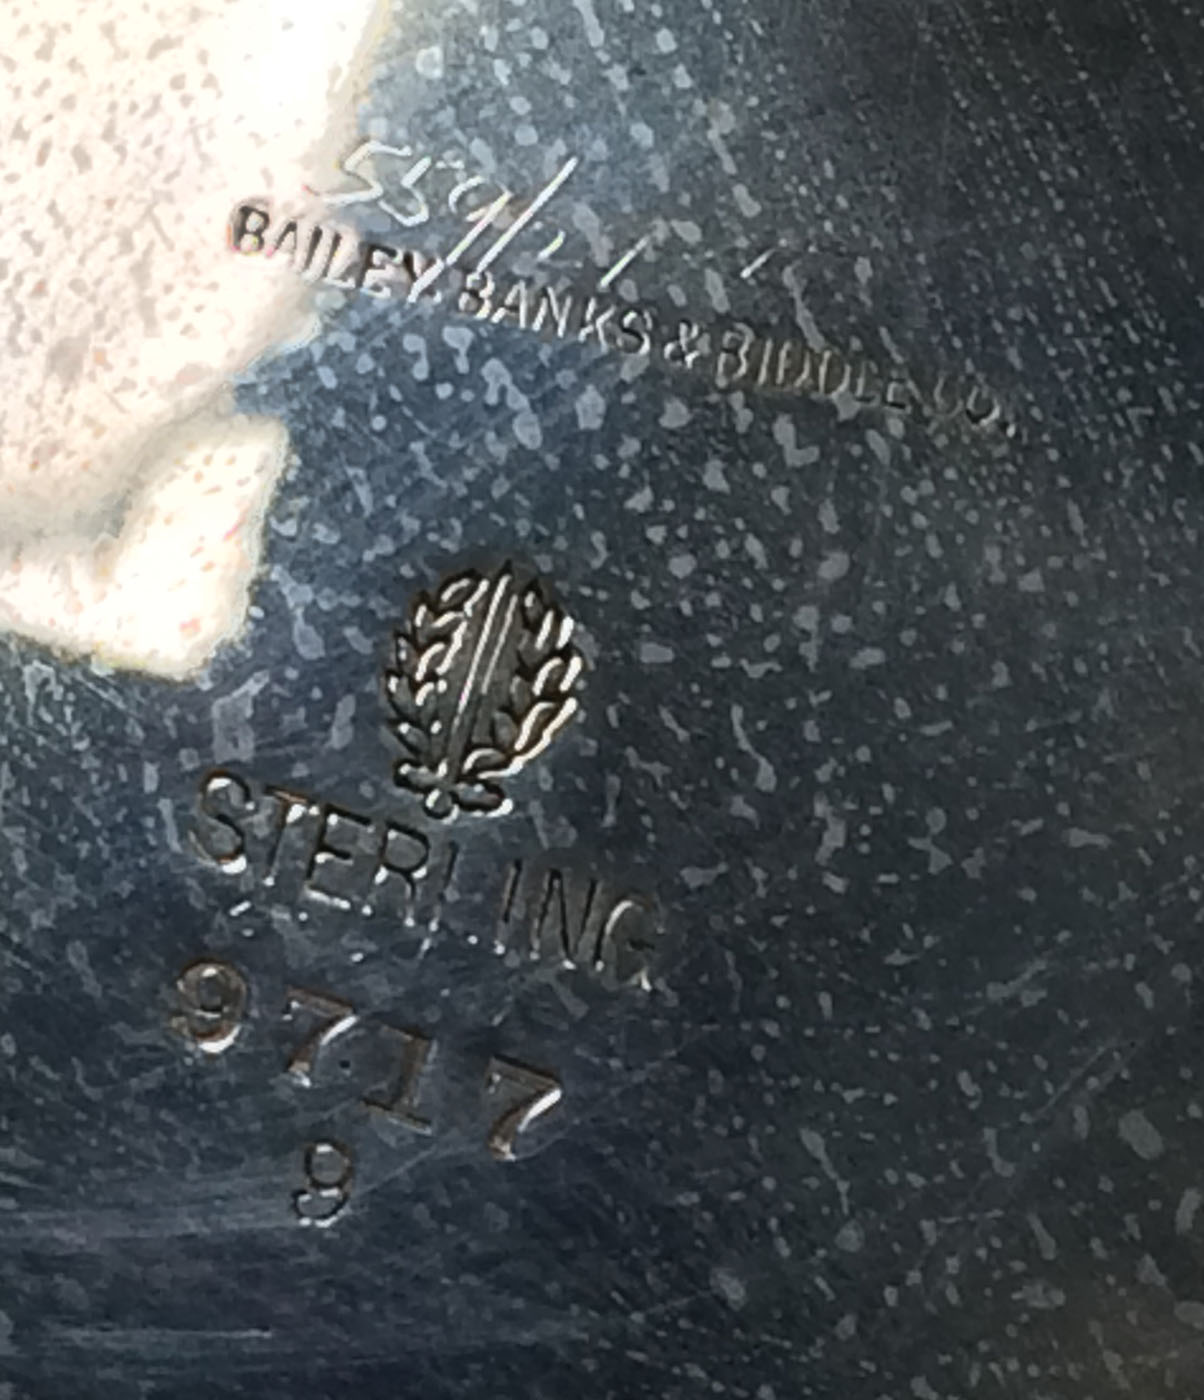 BAILEY, BANKS & BIDDLE CO.
STERLING
9717
9